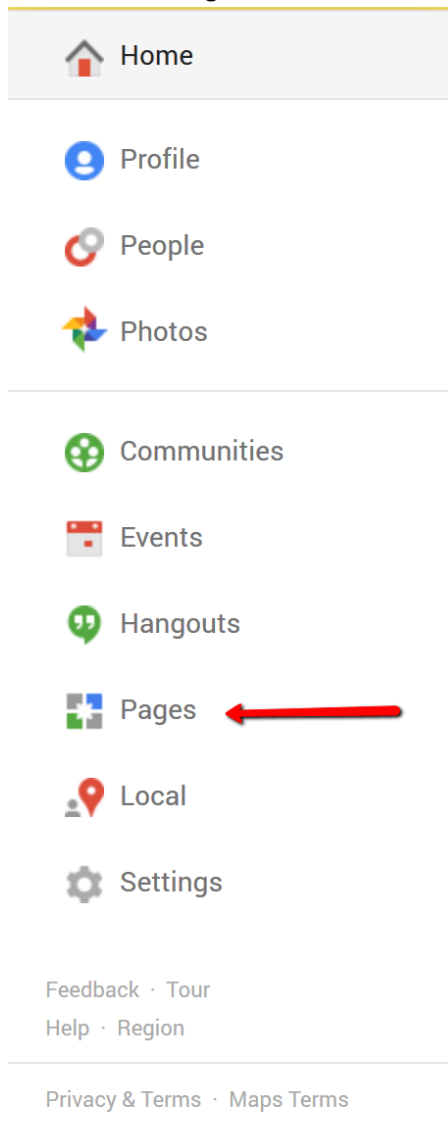 Home
Profile
People
Photos
Communities
Events
Hangouts
Pages
Local
Settings
Feedback · Tour
Help · Region
Privacy & Terms · Maps Terms